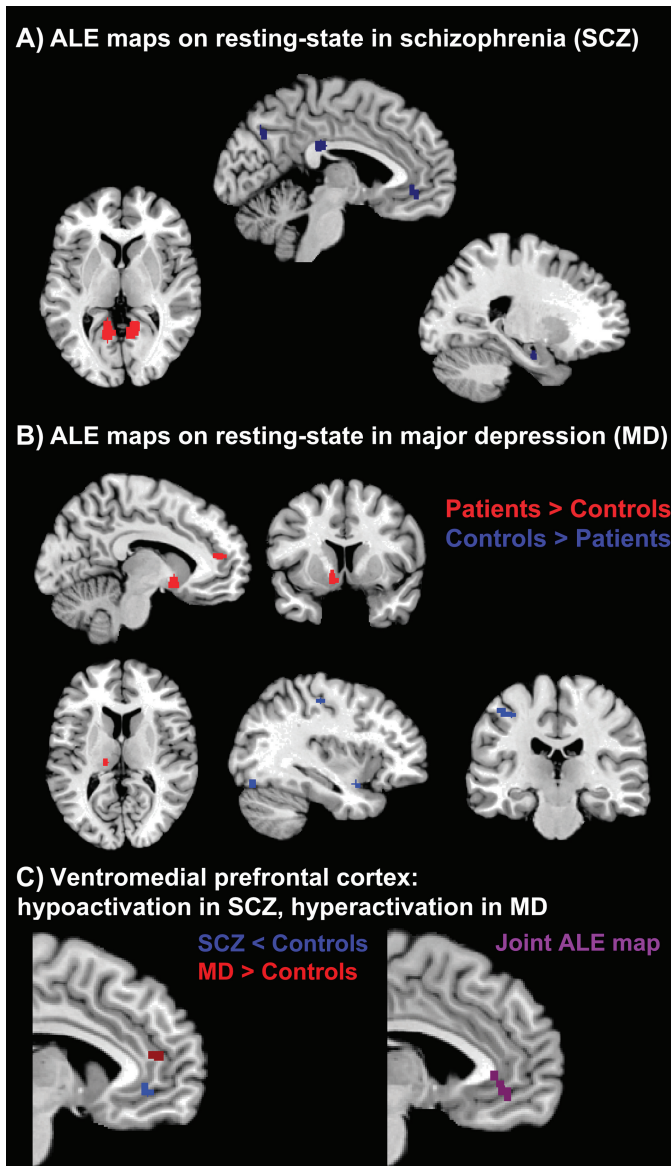 A) ALE maps on resting-state in schizophrenia (SCZ)
B) ALE maps on resting-state in major depression (MD)
Patients > Controls
Controls > Patients
C) Ventromedial prefrontal cortex:
hypoactivation in SCZ, hyperactivation in MD
SCZ < Controls
MD > Controls
Joint ALE map